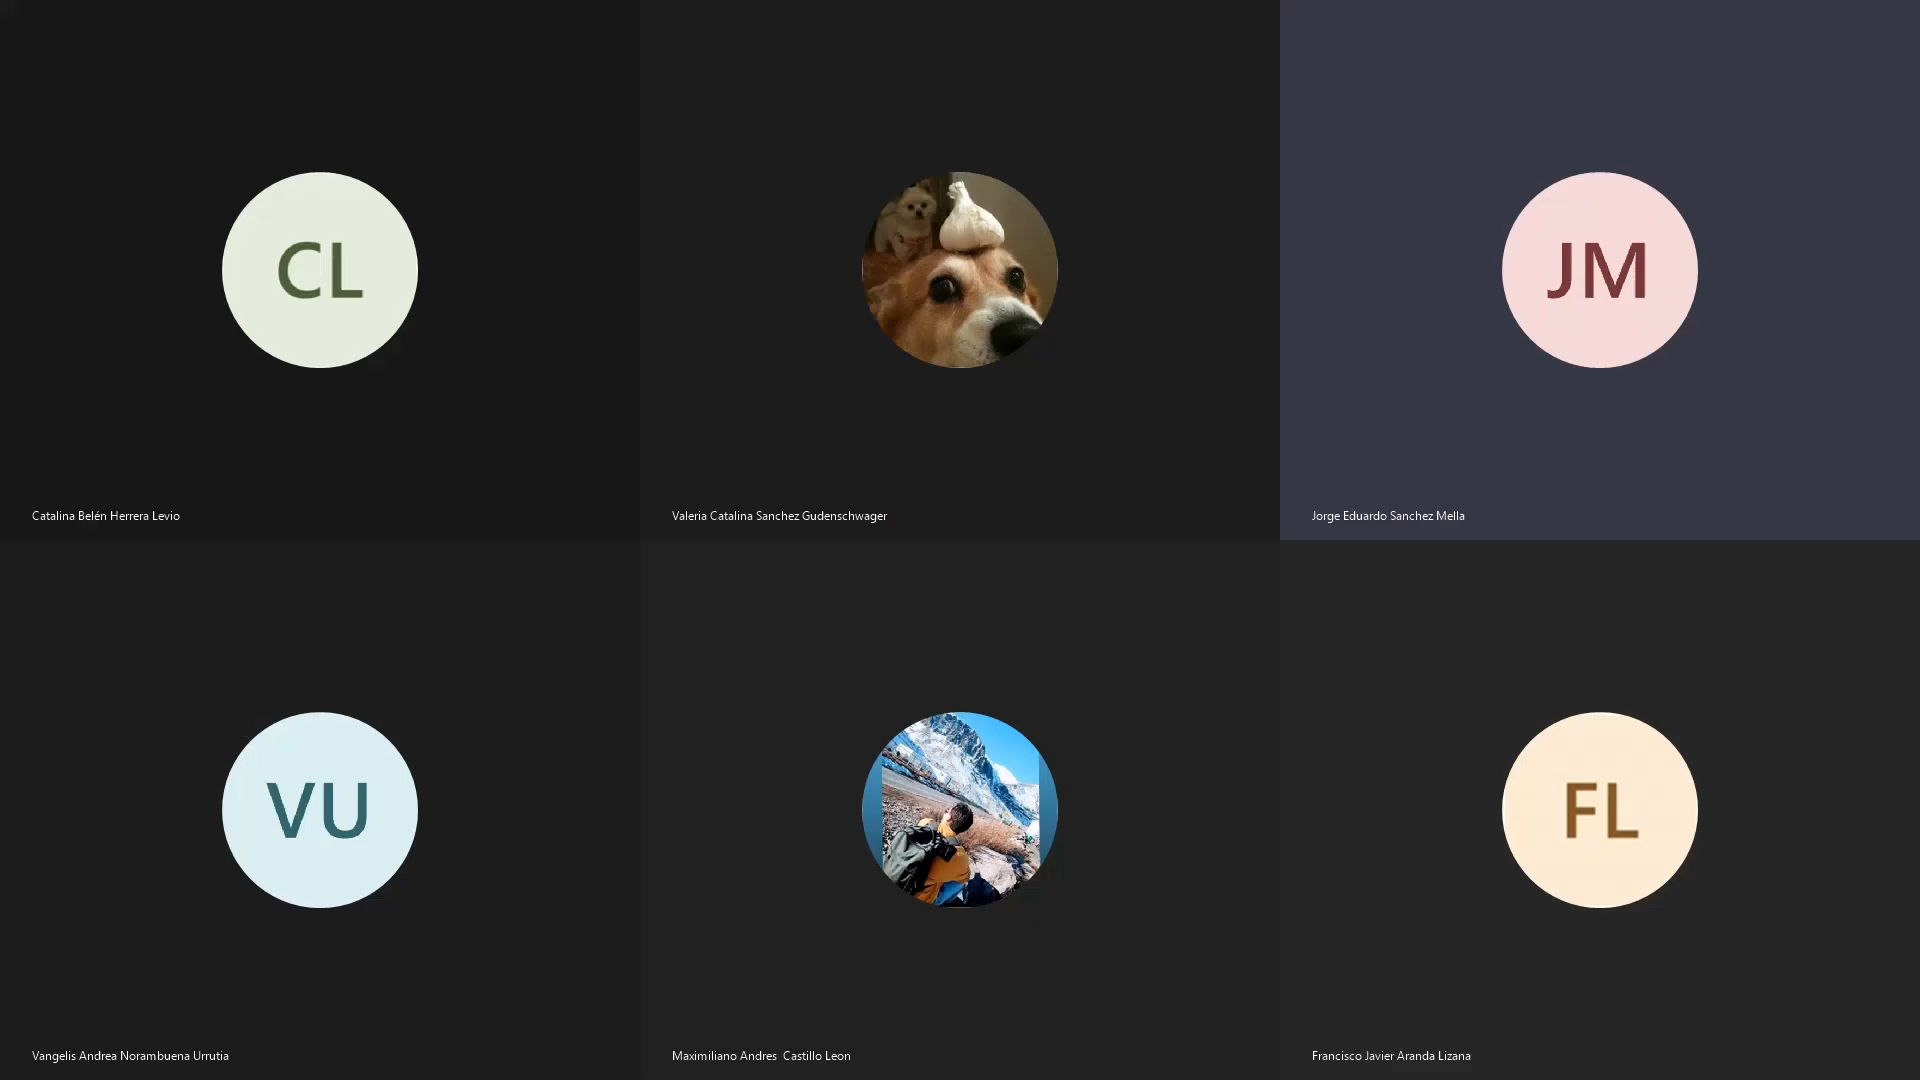 CL
JM
Catalina Belén Herrera Levio
Valeria Catalina Sanchez Gudenschwager
Jorge Eduardo Sanchez Mella
VU
FL
Vangelis Andrea Norambuena Urrutia
Maximiliano Andres  Castillo Leon
Francisco Javier Aranda Lizana